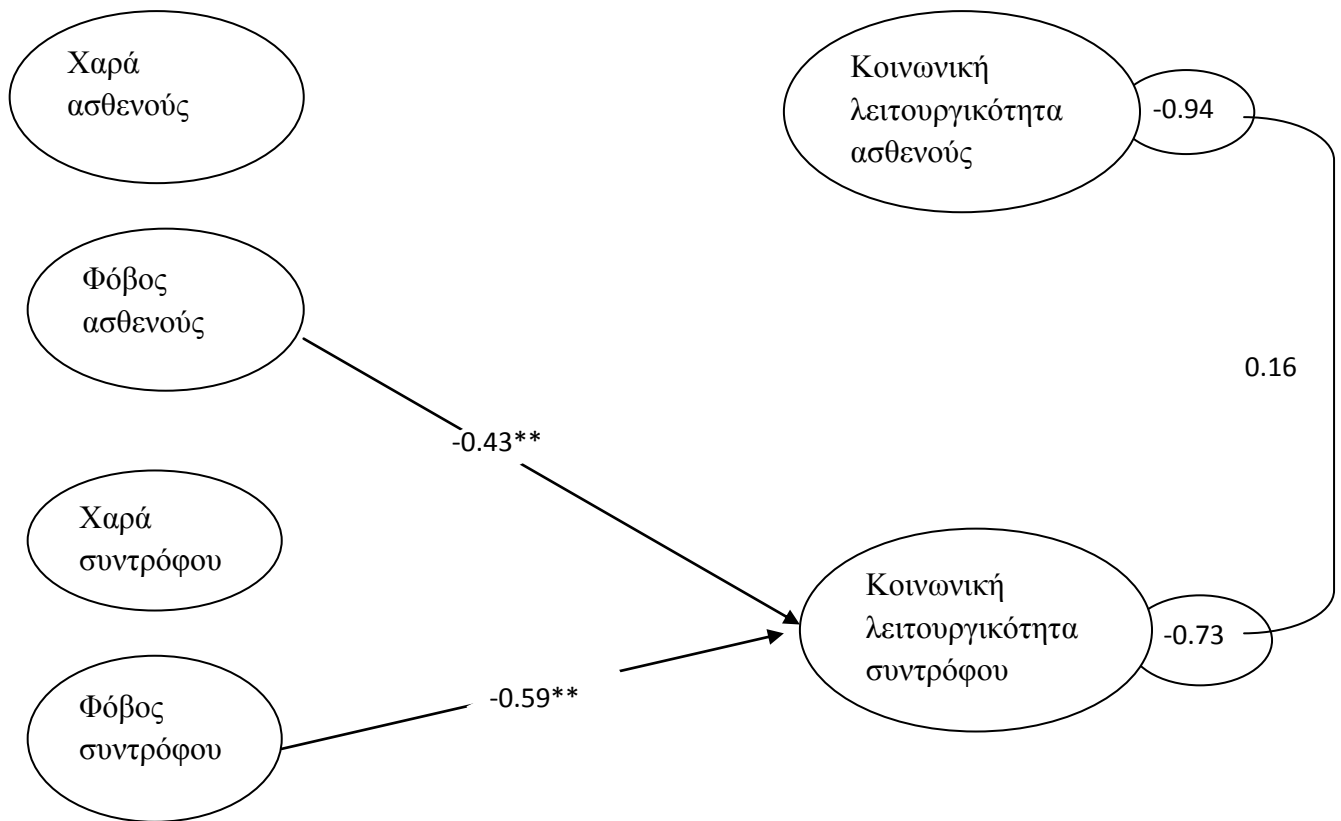 Χαρά
ασθενούς
Κοινωνική
λειτουργικότητα
ασθενούς
-0.94
Φόβος
ασθενούς
0.16
-0.43**
Χαρά
συντρόφου
Κοινωνική
λειτουργικότητα
συντρόφου
-0.73
-0.59**
Φόβος
συντρόφου